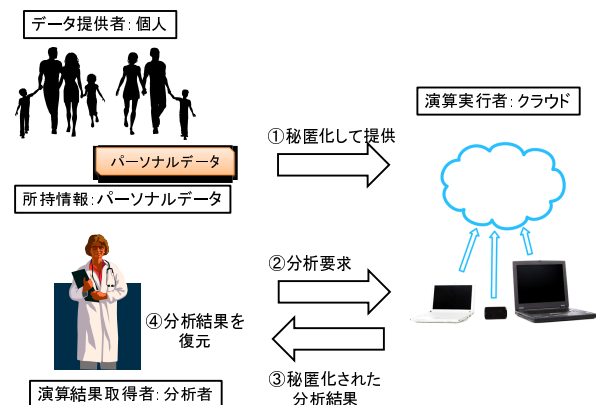 データ提供者：個人
演算実行者：クラウド
①秘匿化して提供
パーソナルデータ
所持情報：パーソナルデータ
②分析要求
④分析結果を
復元
③秘匿化された
分析結果
演算結果取得者：分析者